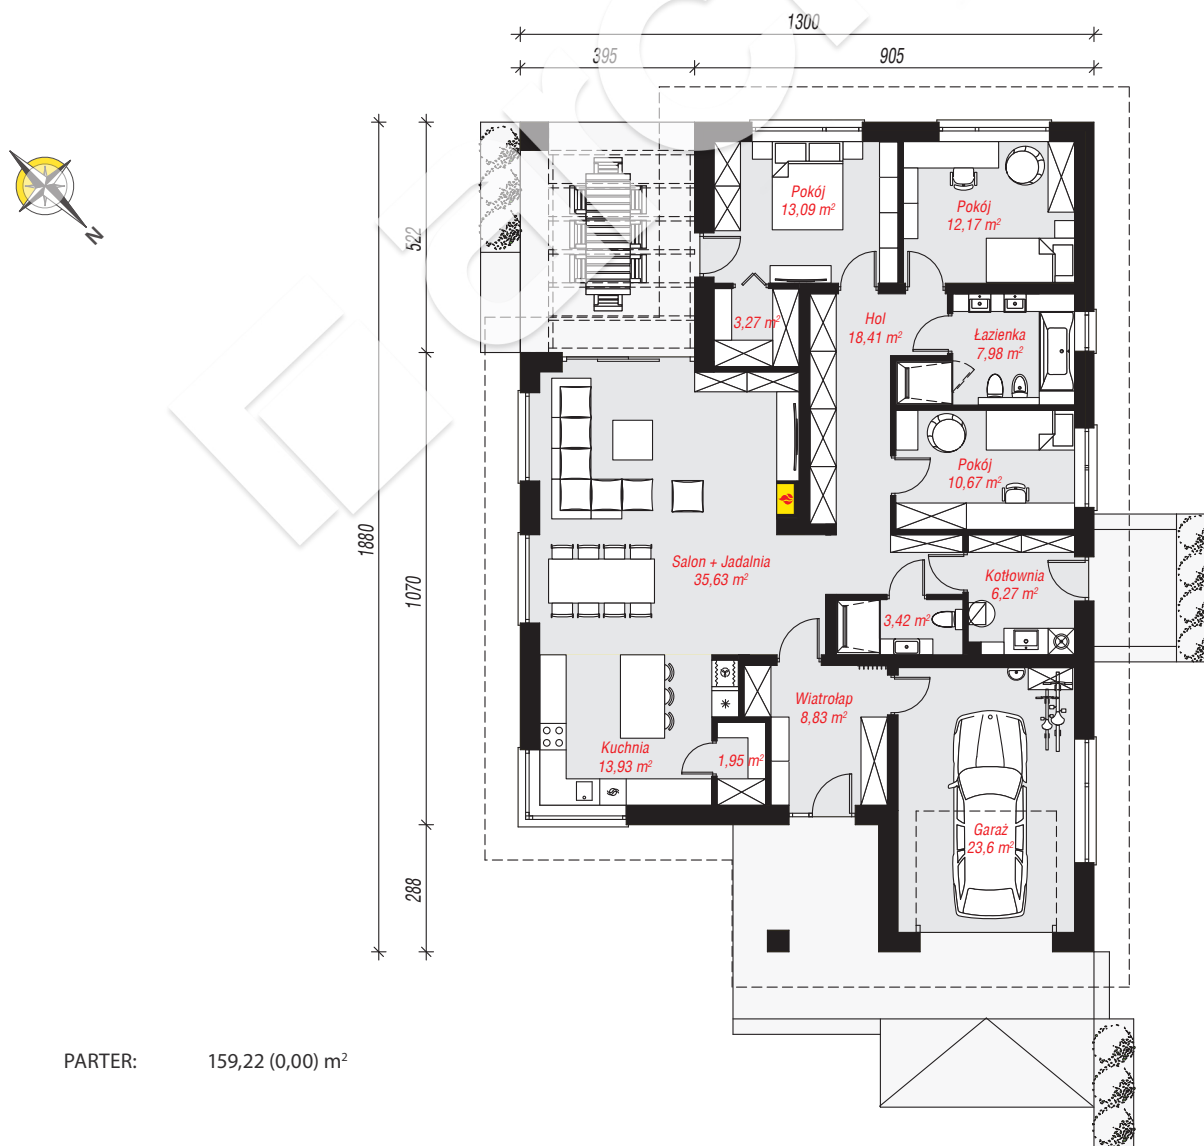 1300
395
905
N
Pokój
13,09 m²
Pokój
12,17 m²
522
3,27 m²
Hol
18,41 m²
Łazienka
7,98 m²
Pokój
10,67 m²
1880
Salon + Jadalnia
35,63 m²
Kotłownia
6,27 m²
1070
3,42 m²
Wiatrołap
8,83 m²
Kuchnia
13,93 m²
1,95 m²
Garaż
23,6 m²
288
PARTER: 159,22 (0,00) m²